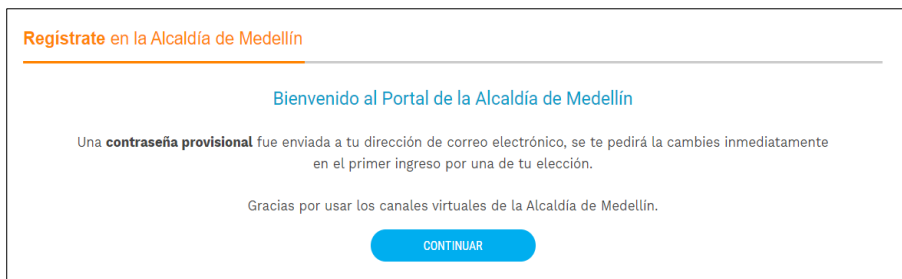 Regístrate en la Alcaldía de Medellín
Bienvenido al Portal de la Alcaldía de Medellín
Una contraseña provisional fue enviada a tu dirección de correo electrónico, se te pedirá la cambies inmediatamente
en el primer ingreso por una de tu elección.
Gracias por usar los canales virtuales de la Alcaldía de Medellín.
CONTINUAR